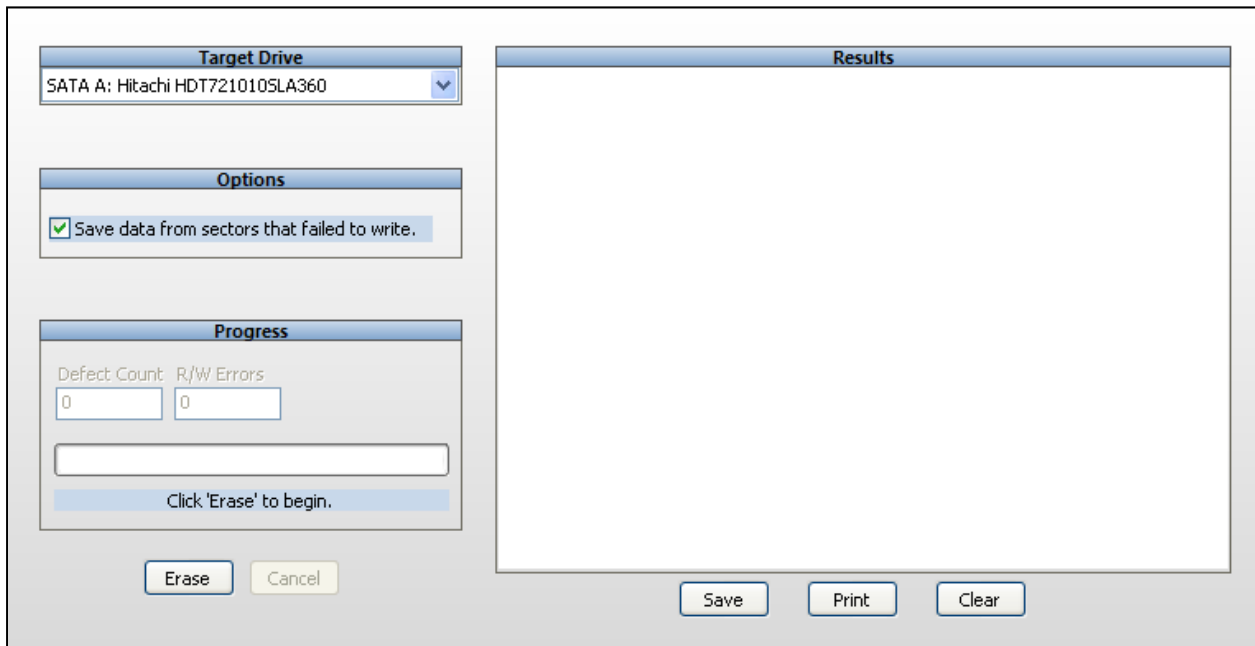 Target Drive
SATA A: Hitachi HDT721010SLA360
Options
Save data from sectors that failed to write.
Progress
Defect Count R/W Errors
0 0
Click 'Erase' to begin.
Erase Cancel
Results
Save Print Clear